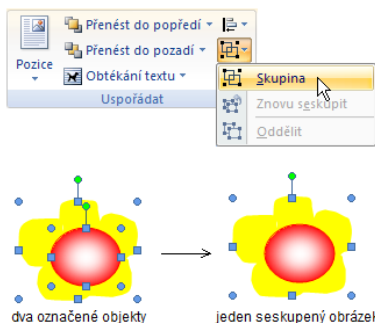 Přenést do popředí
Přenést do pozadí
Pozice
Obtékání textu
Uspořádat
Skupina
Znovu seskupit
Oddělit
dva označené objekty
jeden seskupený obrázek